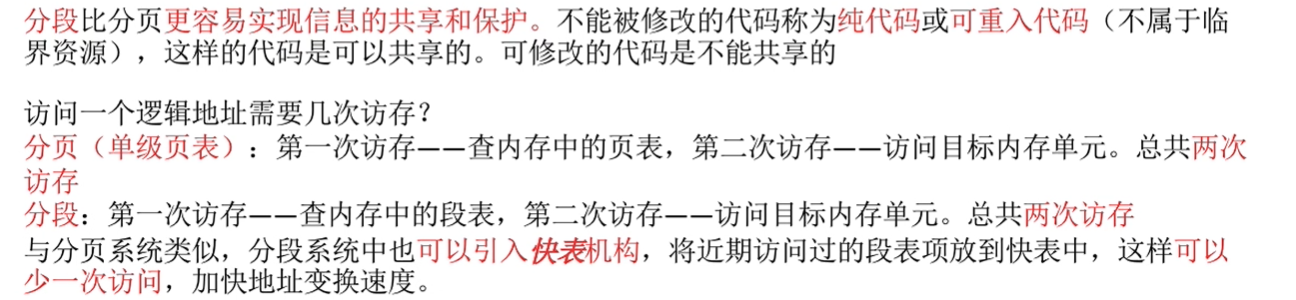 分段比分页更容易实现信息的共享和保护。不能被修改的代码称为纯代码或可重入代码（不属于临
界资源），这样的代码是可以共享的。可修改的代码是不能共享的
访问一个逻辑地址需要几次访存？
分页（单级页表）：第一次访存——查内存中的页表，第二次访存——访问目标内存单元。总共两次
访存
分段：第一次访存——查内存中的段表，第二次访存——访问目标内存单元。总共两次访存
与分页系统类似，分段系统中也可以引入快表机构，将近期访问过的段表项放到快表中，这样可以
少一次访问，加快地址变换速度。